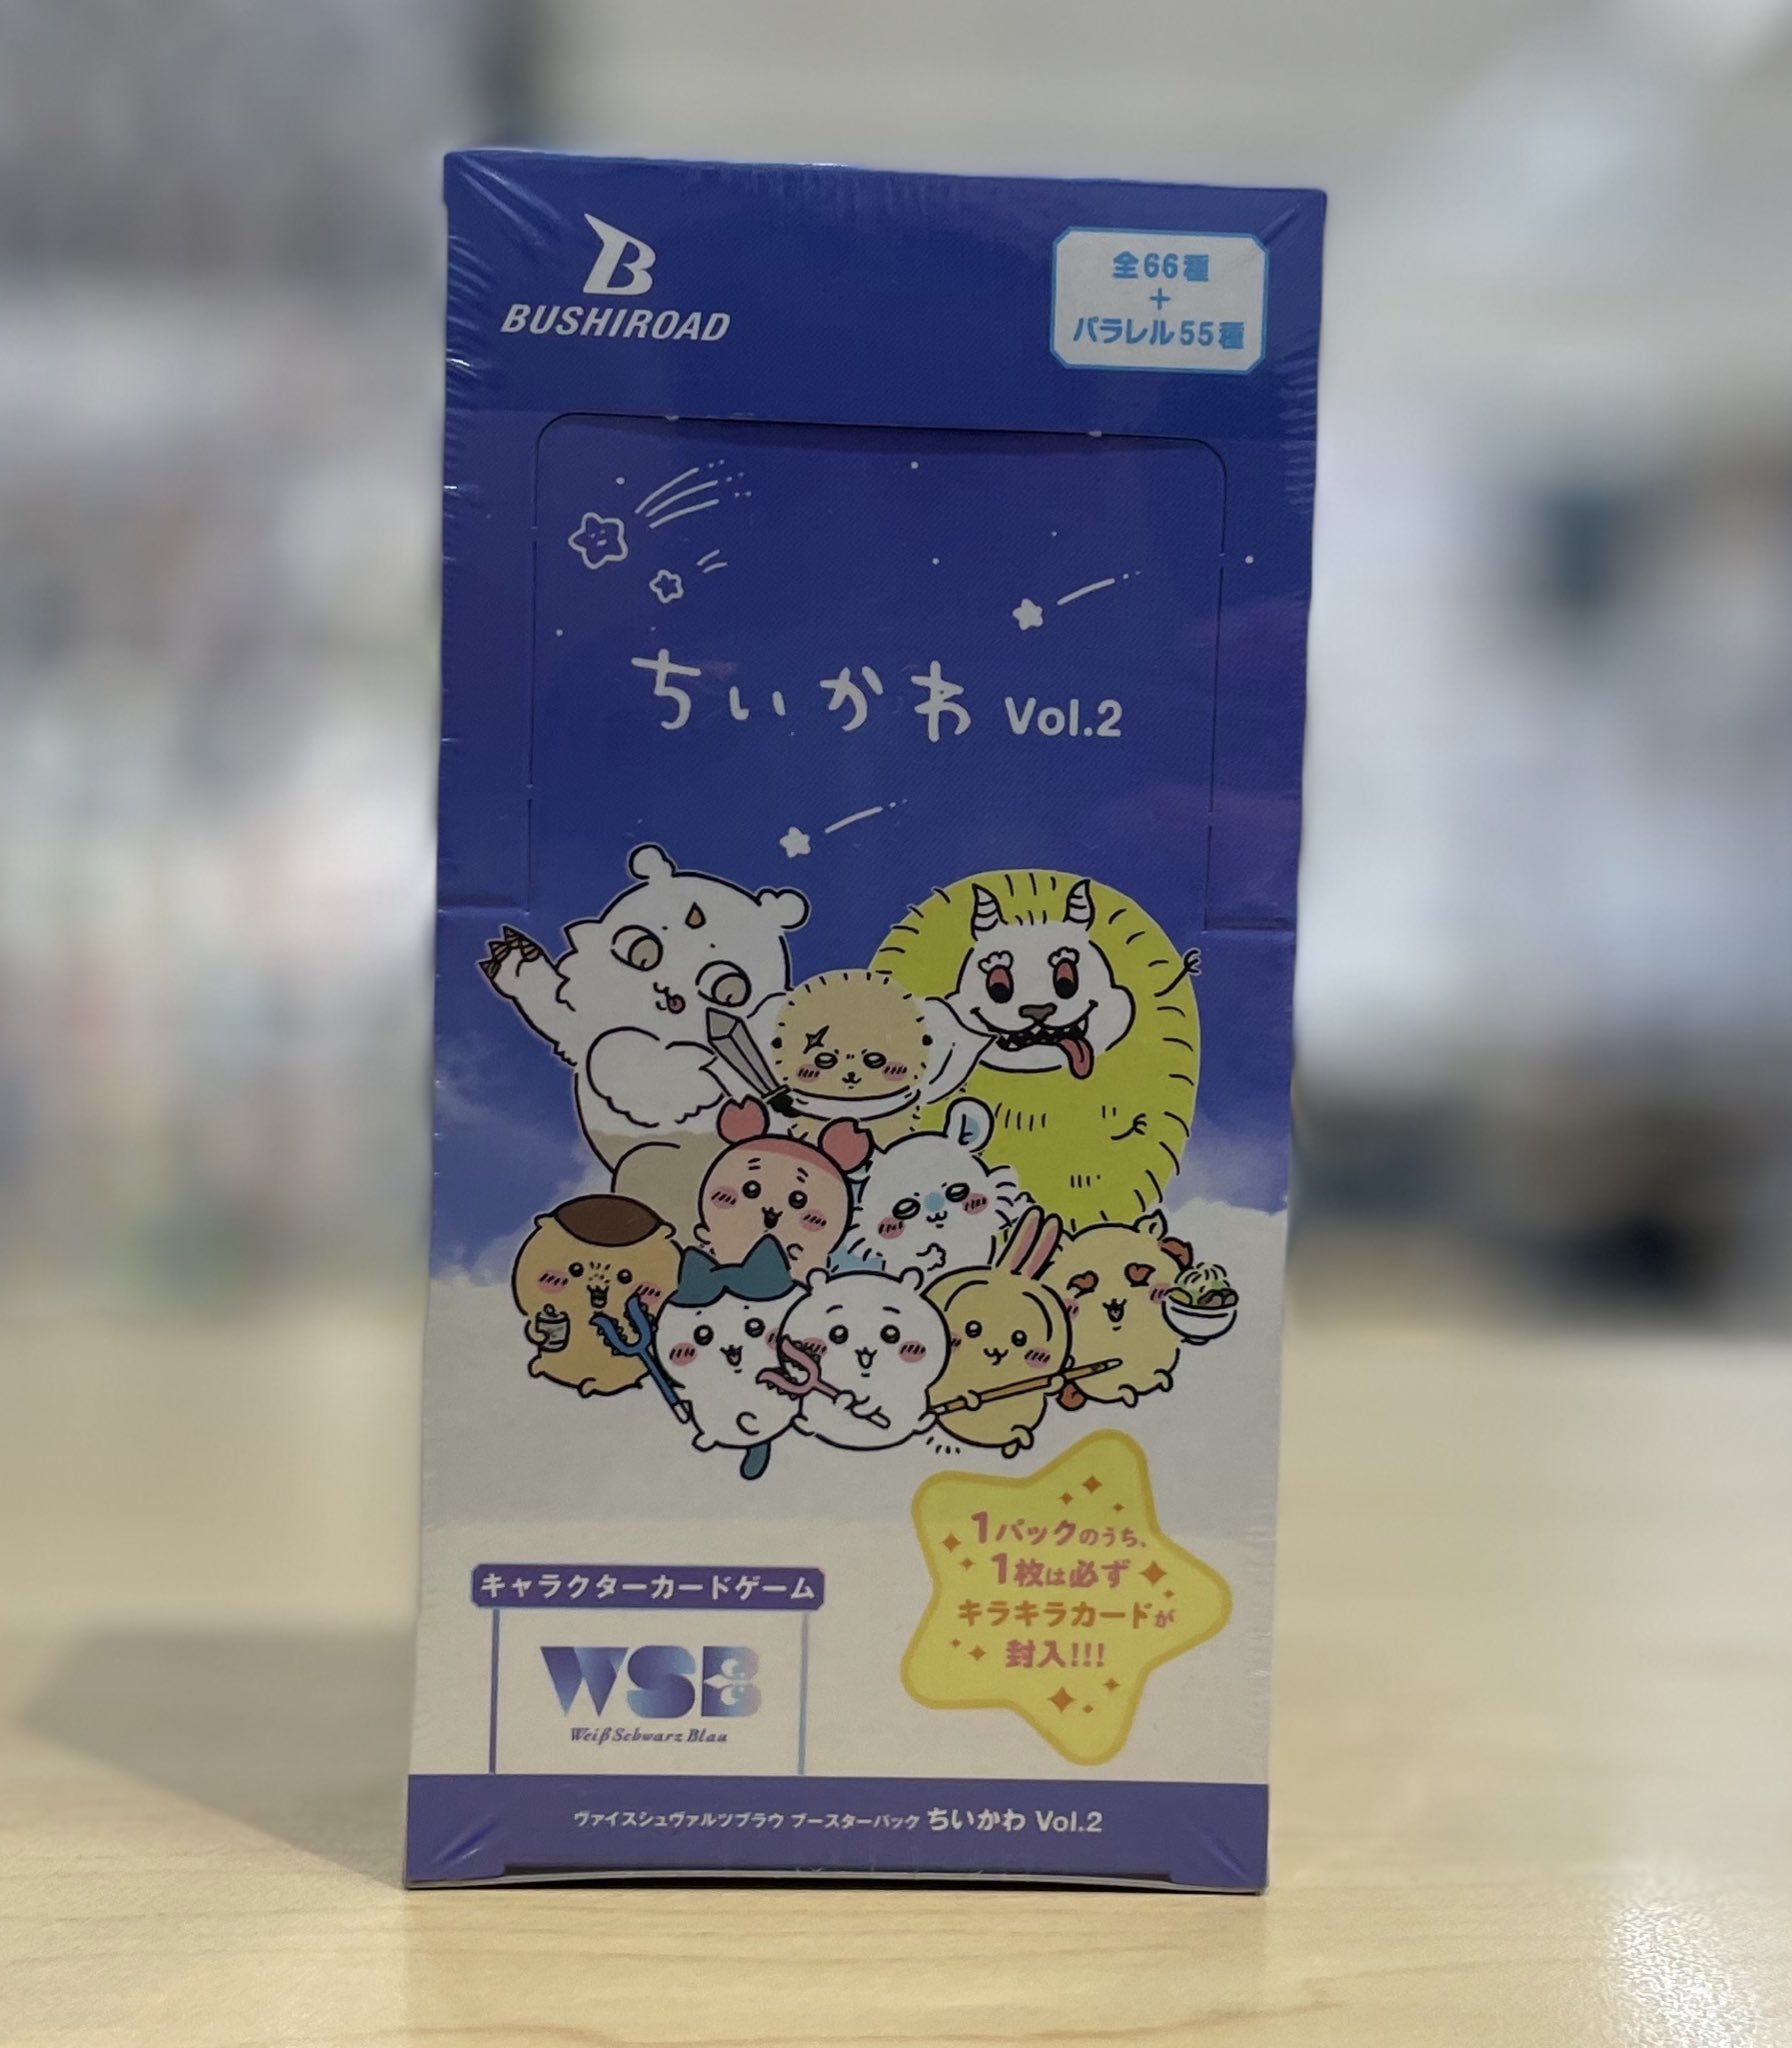 BUSHIROAD
全66種
+
パラレル55種
ちいかわ Vol.2
1パックのうち、
1枚は必ず
キラキラカードが
封入!!!
キャラクターカードゲーム
WSB
Weiß Schwarz Blau
ヴァイスシュヴァルツブラウ ブースターパック ちいかわ Vol.2